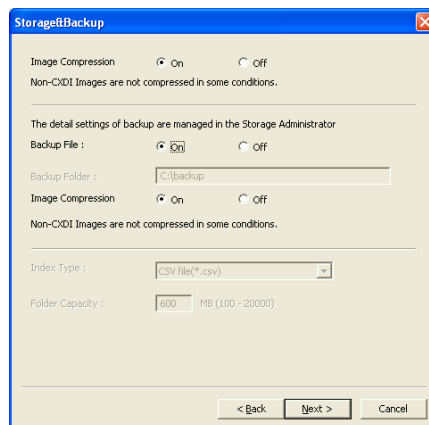 Storage&Backup
Image Compression On Off
Non-CXDI Images are not compressed in some conditions.
The detail settings of backup are managed in the Storage Administrator
Backup File : On Off
Backup Folder : C:\backup
Image Compression On Off
Non-CXDI Images are not compressed in some conditions.
Index Type : CSV file(*.csv)
Folder Capacity : 600 MB (100 - 20000)
< Back Next > Cancel